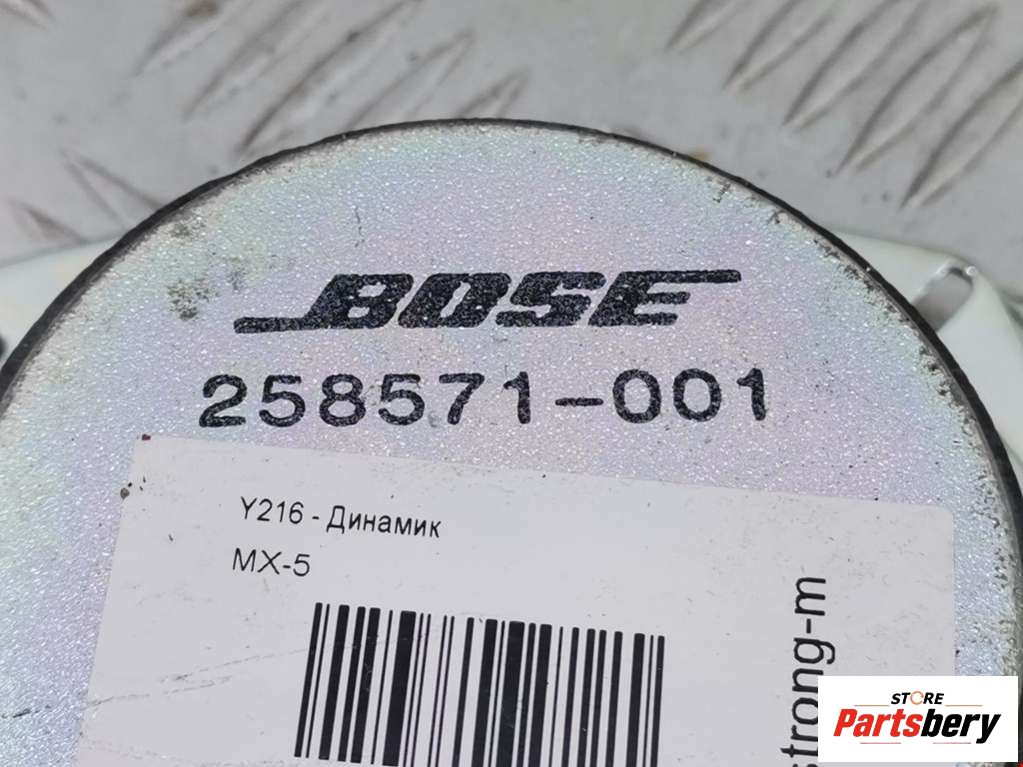 BOSE
258571-001
Y216 - Динамик
MX-5
strong-m
STORE
Partsbery